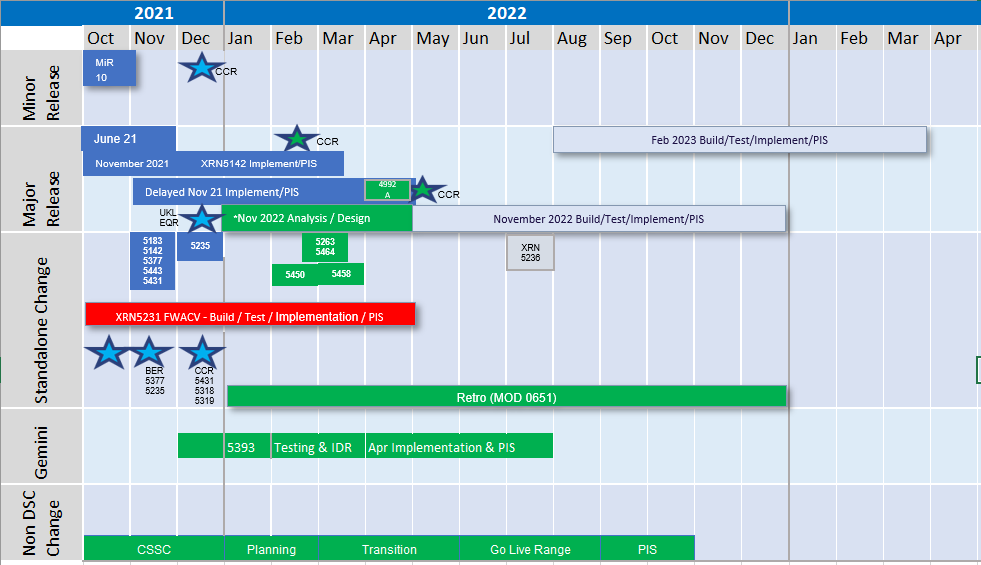 2021 2022
Oct Nov Dec Jan Feb Mar Apr May Jun Jul Aug Sep Oct Nov Dec Jan Feb Mar Apr
Minor
Release
MiR
10
CCR
Major
Release
June 21
CCR
Feb 2023 Build/Test/Implement/PIS
November 2021 XRN5142 Implement/PIS
Delayed Nov 21 Implement/PIS
4992
A
CCR
UKL
EQR
*Nov 2022 Analysis / Design
November 2022 Build/Test/Implement/PIS
Standalone Change
5183
5142
5377
5443
5431
5235
5263
5464
5450
5458
XRN
5236
XRN5231 FWACV - Build / Test / Implementation / PIS
BER
5377
5235
CCR
5431
5318
5319
Retro (MOD 0651)
Gemini
5393 Testing & IDR Apr Implementation & PIS
Non DSC
Change
CSSC Planning Transition Go Live Range PIS